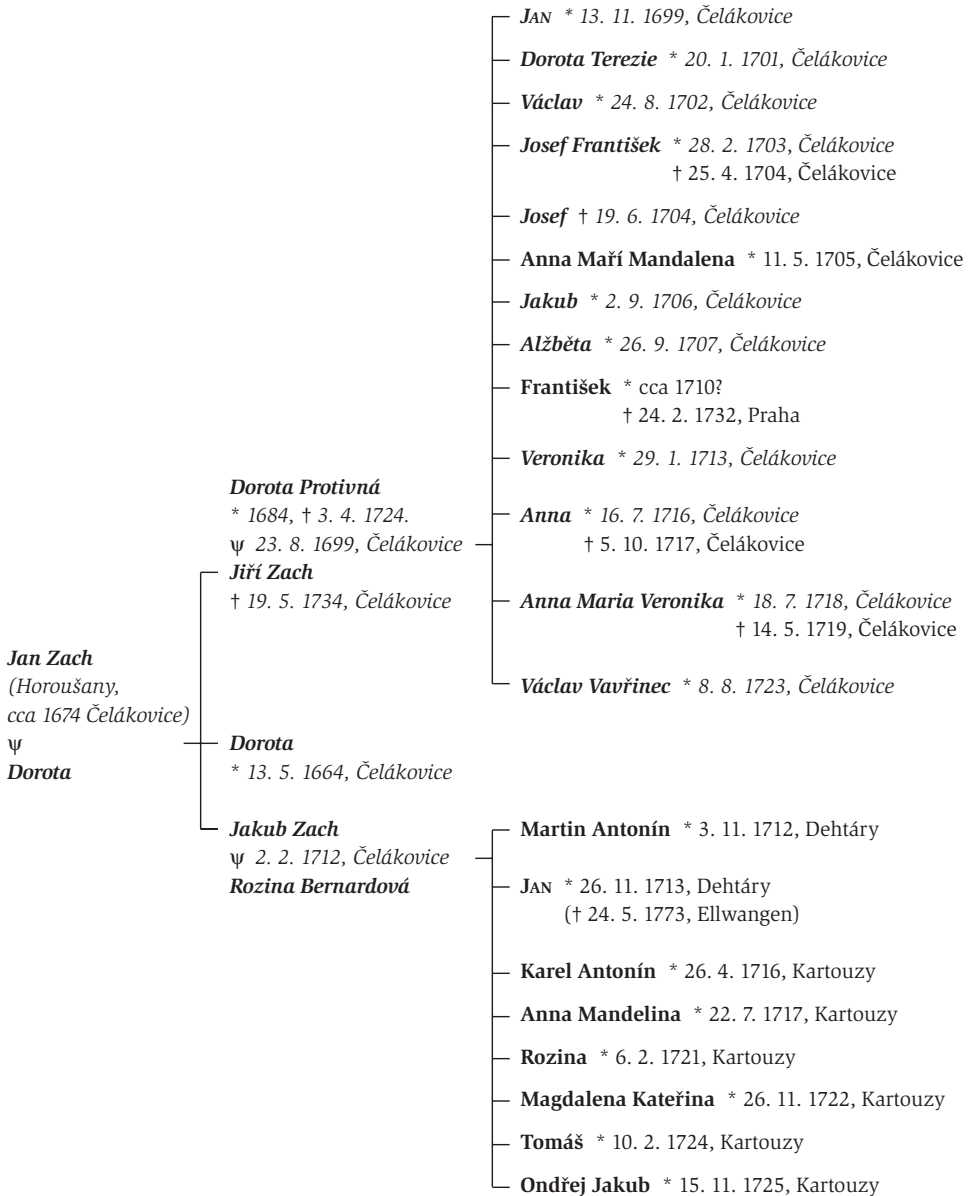 JAN * 13. 11. 1699, Čelákovice
Dorota Terezie * 20. 1. 1701, Čelákovice
Václav * 24. 8. 1702, Čelákovice
Josef František * 28. 2. 1703, Čelákovice
† 25. 4. 1704, Čelákovice
Josef † 19. 6. 1704, Čelákovice
Anna Maří Mandalena * 11. 5. 1705, Čelákovice
Jakub * 2. 9. 1706, Čelákovice
Alžběta * 26. 9. 1707, Čelákovice
František * cca 1710?
† 24. 2. 1732, Praha
Veronika * 29. 1. 1713, Čelákovice
Anna * 16. 7. 1716, Čelákovice
† 5. 10. 1717, Čelákovice
Anna Maria Veronika * 18. 7. 1718, Čelákovice
† 14. 5. 1719, Čelákovice
Václav Vavřinec * 8. 8. 1723, Čelákovice
Dorota Protivná
* 1684, † 3. 4. 1724.
ψ 23. 8. 1699, Čelákovice
Jiří Zach
† 19. 5. 1734, Čelákovice
Jan Zach
(Horoušany,
cca 1674 Čelákovice)
ψ
Dorota
Dorota
* 13. 5. 1664, Čelákovice
Jakub Zach
ψ 2. 2. 1712, Čelákovice
Rozina Bernardová
Martin Antonín * 3. 11. 1712, Dehtáry
JAN * 26. 11. 1713, Dehtáry
(† 24. 5. 1773, Ellwangen)
Karel Antonín * 26. 4. 1716, Kartouzy
Anna Mandelina * 22. 7. 1717, Kartouzy
Rozina * 6. 2. 1721, Kartouzy
Magdalena Kateřina * 26. 11. 1722, Kartouzy
Tomáš * 10. 2. 1724, Kartouzy
Ondřej Jakub * 15. 11. 1725, Kartouzy